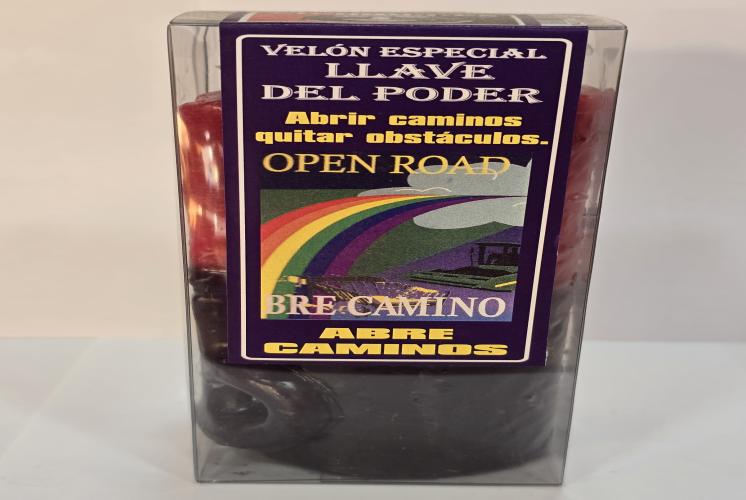 VELÓN ESPECIAL
LLAVE
DEL PODER
Abrir caminos
quitar obstáculos.
OPEN ROAD
BRE CAMINO
ABRE
CAMINOS